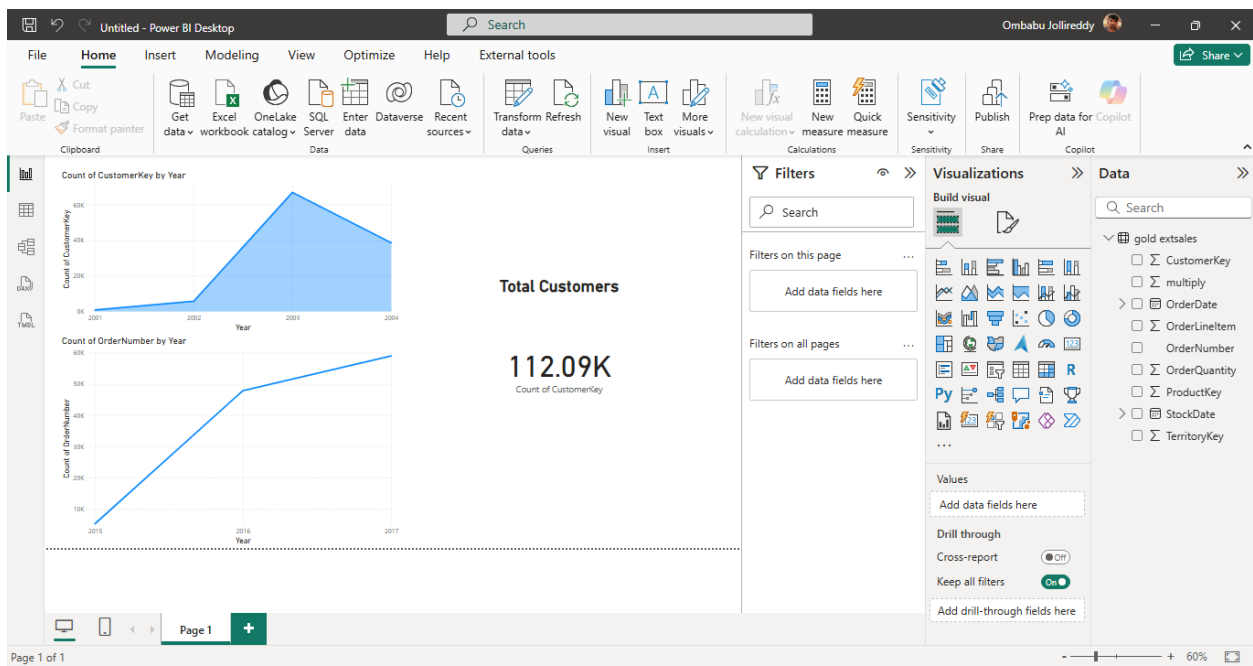 Untitled - Power BI Desktop
Search
Ombabu Jollireddy
File Home Insert Modeling View Optimize Help External tools
Share
Paste
Cut
Copy
Format painter
Clipboard
Get data
Excel workbook
OneLake catalog
SQL Server
Enter data
Dataverse
Recent sources
Data
Transform data
Refresh
Queries
New visual
A
Text box
More visuals
Insert
New visual calculation
New measure
Quick measure
Calculations
Sensitivity
Sensitivity
Publish
Share
Prep data for AI
Copilot
Copilot
DAX
TMDL
Count of CustomerKey by Year
Count of CustomerKey
60K
40K
20K
0K
2001 2002 2003 2004
Year
Count of OrderNumber by Year
Count of OrderNumber
60K
50K
40K
30K
20K
10K
2015 2016 2017
Year
Total Customers
112.09K
Count of CustomerKey
Filters
Search
Filters on this page
Add data fields here
Filters on all pages
Add data fields here
Visualizations
Build visual
123
R
Py
123
Values
Add data fields here
Drill through
Cross-report Off
Keep all filters On
Add drill-through fields here
Data
Search
gold extsales
CustomerKey
multiply
OrderDate
OrderLineItem
OrderNumber
OrderQuantity
ProductKey
StockDate
TerritoryKey
Page 1
Page 1 of 1
60%